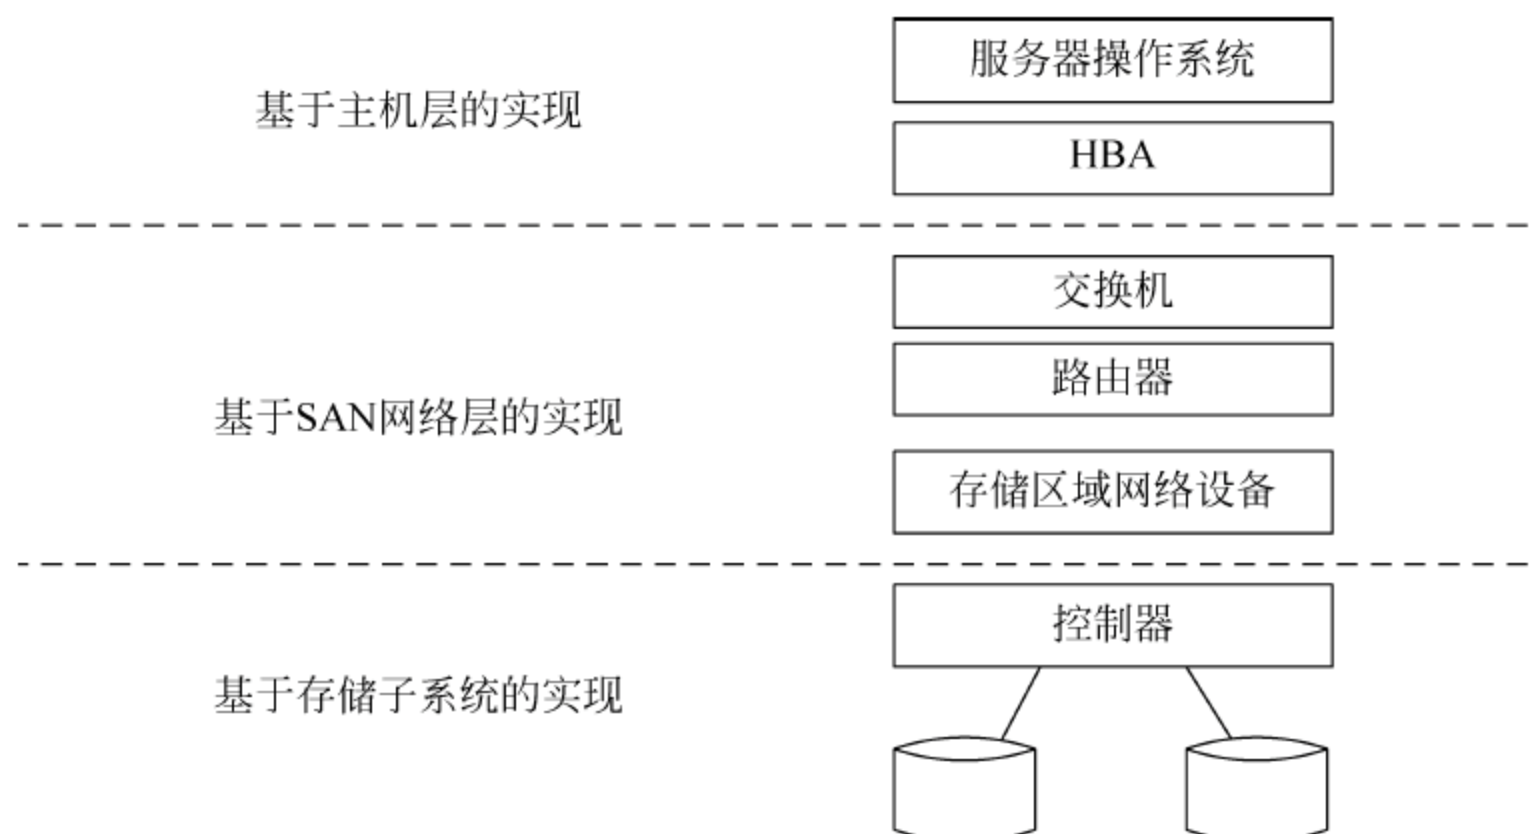 服务器操作系统
基于主机层的实现
HBA
交换机
路由器
基于SAN网络层的实现
存储区域网络设备
控制器
基于存储子系统的实现